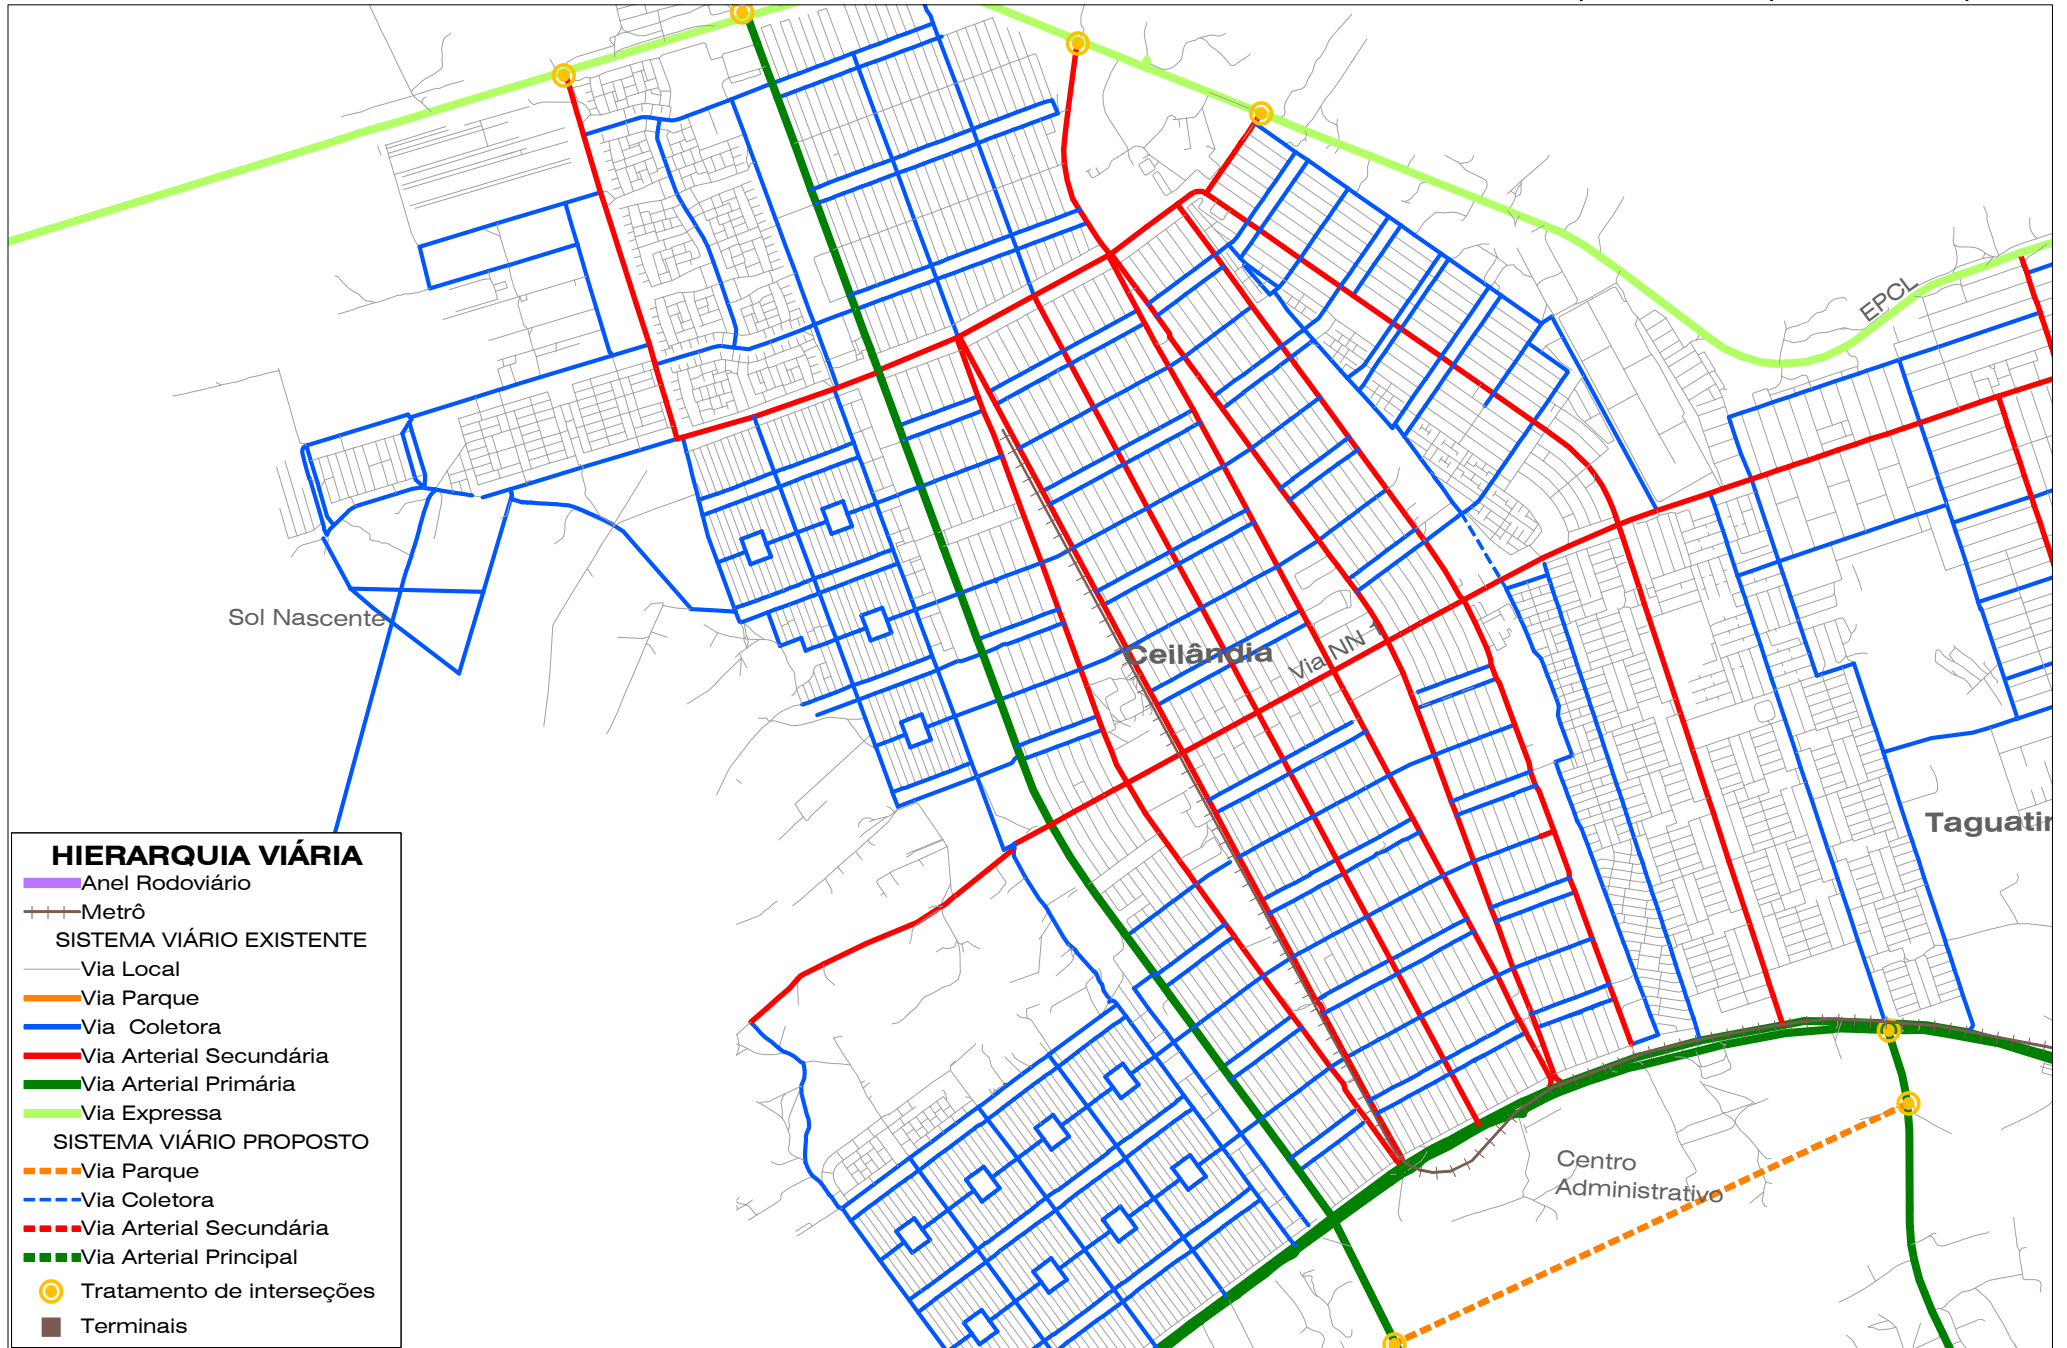 EPCL
Sol Nascente
Ceilândia
Via NN 1
Taguatin
Centro
Administrativo
HIERARQUIA VIÁRIA
Anel Rodoviário
Metrô
SISTEMA VIÁRIO EXISTENTE
Via Local
Via Parque
Via Coletora
Via Arterial Secundária
Via Arterial Primária
Via Expressa
SISTEMA VIÁRIO PROPOSTO
Via Parque
Via Coletora
Via Arterial Secundária
Via Arterial Principal
Tratamento de interseções
Terminais